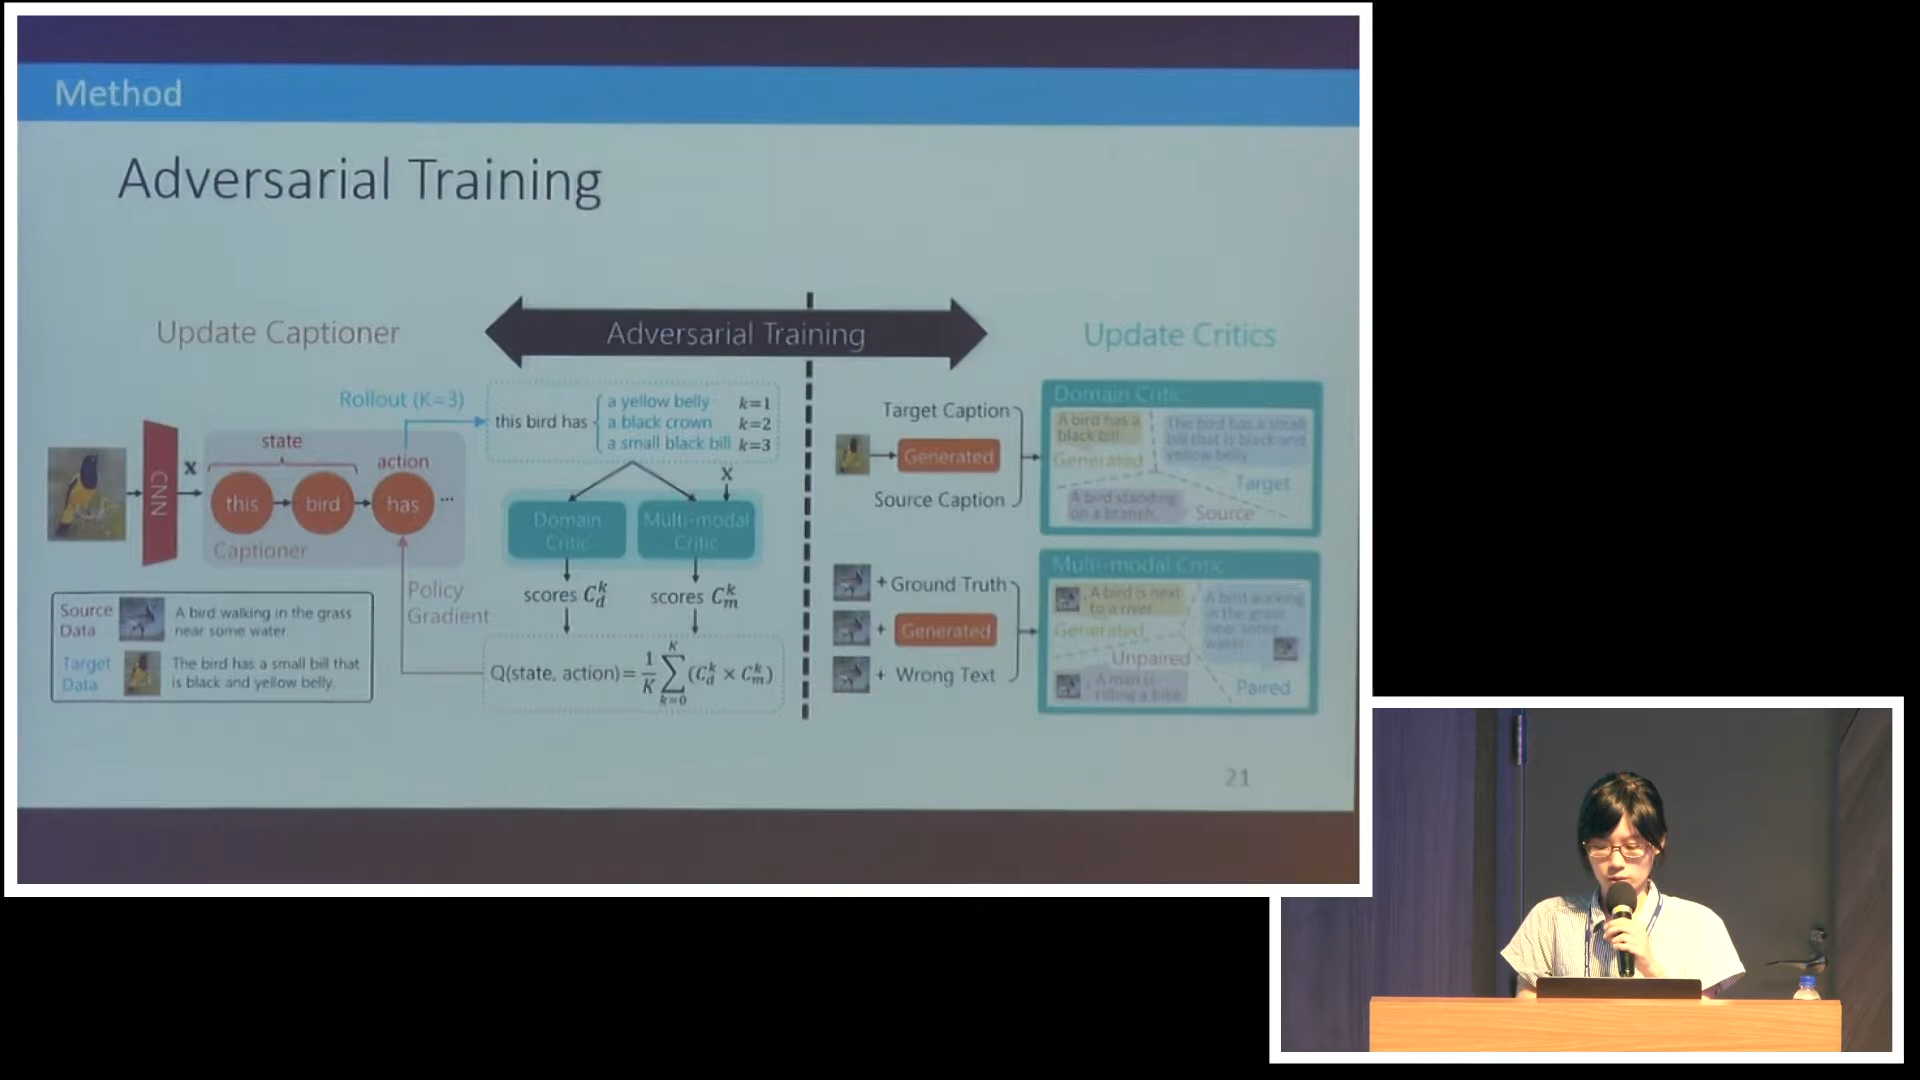 Method
Adversarial Training
Update Captioner
Adversarial Training
Update Critics
Rollout (K=3)
this bird has
a yellow belly k=1
a black crown k=2
a small black bill k=3
state
action
X
X
CNN
this
bird
has
...
Captioner
Domain
Critic
Multi-modal
Critic
scores C_d^k
scores C_m^k
Policy
Gradient
Q(state, action)= 1/K ∑_{k=0}^{K} (C_d^k × C_m^k)
Source
Data
A bird walking in the grass
near some water
Target
Data
The bird has a small bill that
is black and yellow belly.
Target Caption
Generated
Source Caption
Domain Critic
A bird has a
black bill
Generated
The bird has a small
bill that is black and
yellow belly
Target
A bird standing
on a branch
Source
+ Ground Truth
+ Generated
+ Wrong Text
Multi-modal Critic
A bird is next
to a river
Generated
A bird walking
in the grass
near some
water
Unpaired
A man is
riding a bike
Paired
21